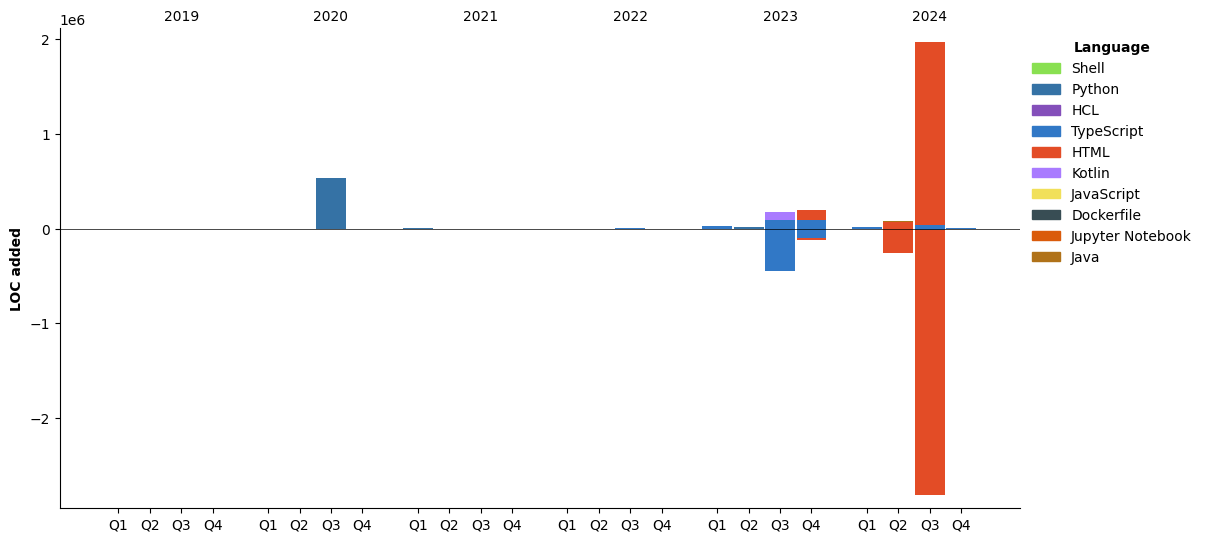 1e6
2019 2020 2021 2022 2023 2024
2
1
0
−1
−2
LOC added
Q1 Q2 Q3 Q4 Q1 Q2 Q3 Q4 Q1 Q2 Q3 Q4 Q1 Q2 Q3 Q4 Q1 Q2 Q3 Q4 Q1 Q2 Q3 Q4
Language
Shell
Python
HCL
TypeScript
HTML
Kotlin
JavaScript
Dockerfile
Jupyter Notebook
Java